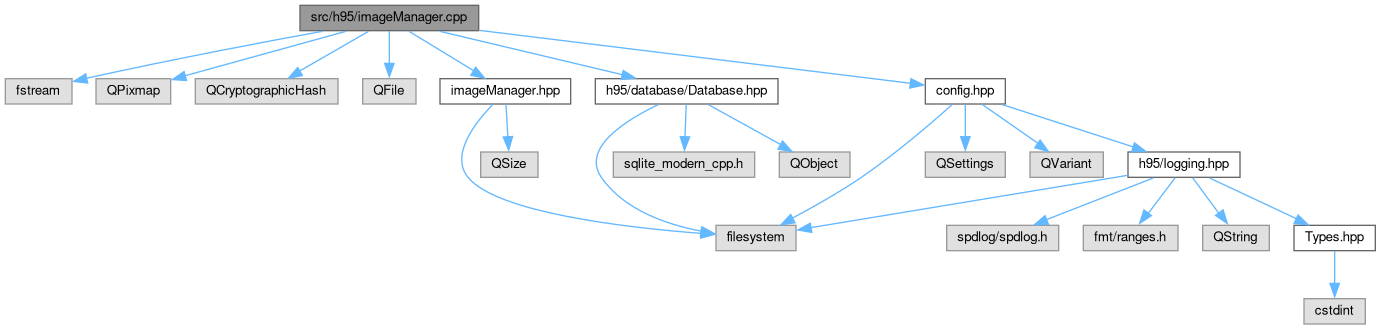 src/h95/imageManager.cpp
fstream
QPixmap
QCryptographicHash
QFile
imageManager.hpp
h95/database/Database.hpp
config.hpp
QSize
sqlite_modern_cpp.h
QObject
QSettings
QVariant
h95/logging.hpp
filesystem
spdlog/spdlog.h
fmt/ranges.h
QString
Types.hpp
cstdint